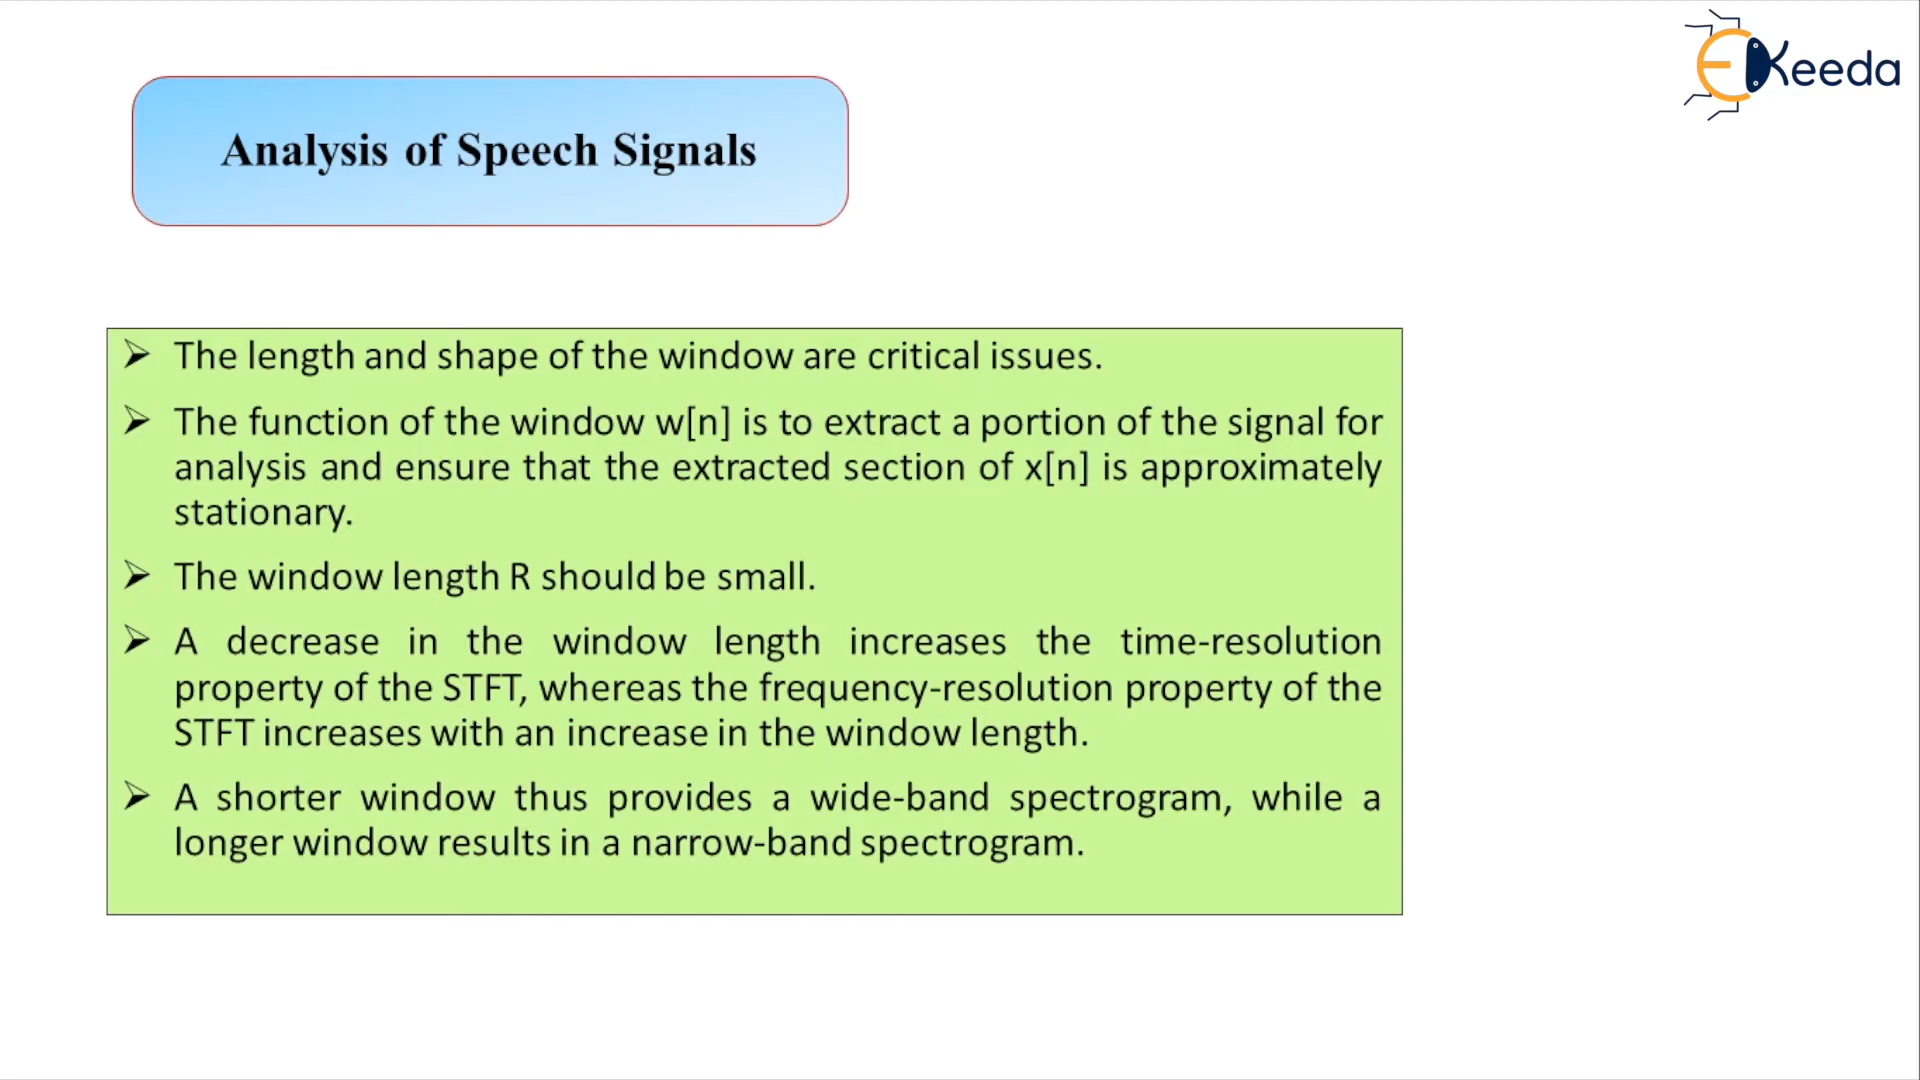 EKeeda
Analysis of Speech Signals
➢ The length and shape of the window are critical issues.
➢ The function of the window w[n] is to extract a portion of the signal for
analysis and ensure that the extracted section of x[n] is approximately
stationary.
➢ The window length R should be small.
➢ A decrease in the window length increases the time-resolution
property of the STFT, whereas the frequency-resolution property of the
STFT increases with an increase in the window length.
➢ A shorter window thus provides a wide-band spectrogram, while a
longer window results in a narrow-band spectrogram.